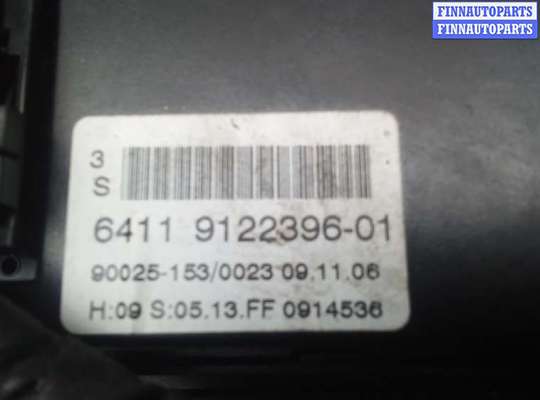 FINNAUTOPARTS
FINNAUTOPARTS
3
S
6411 9122396-01
90025-153/0023 09.11.06
H:09 S:05.13.FF 0914536